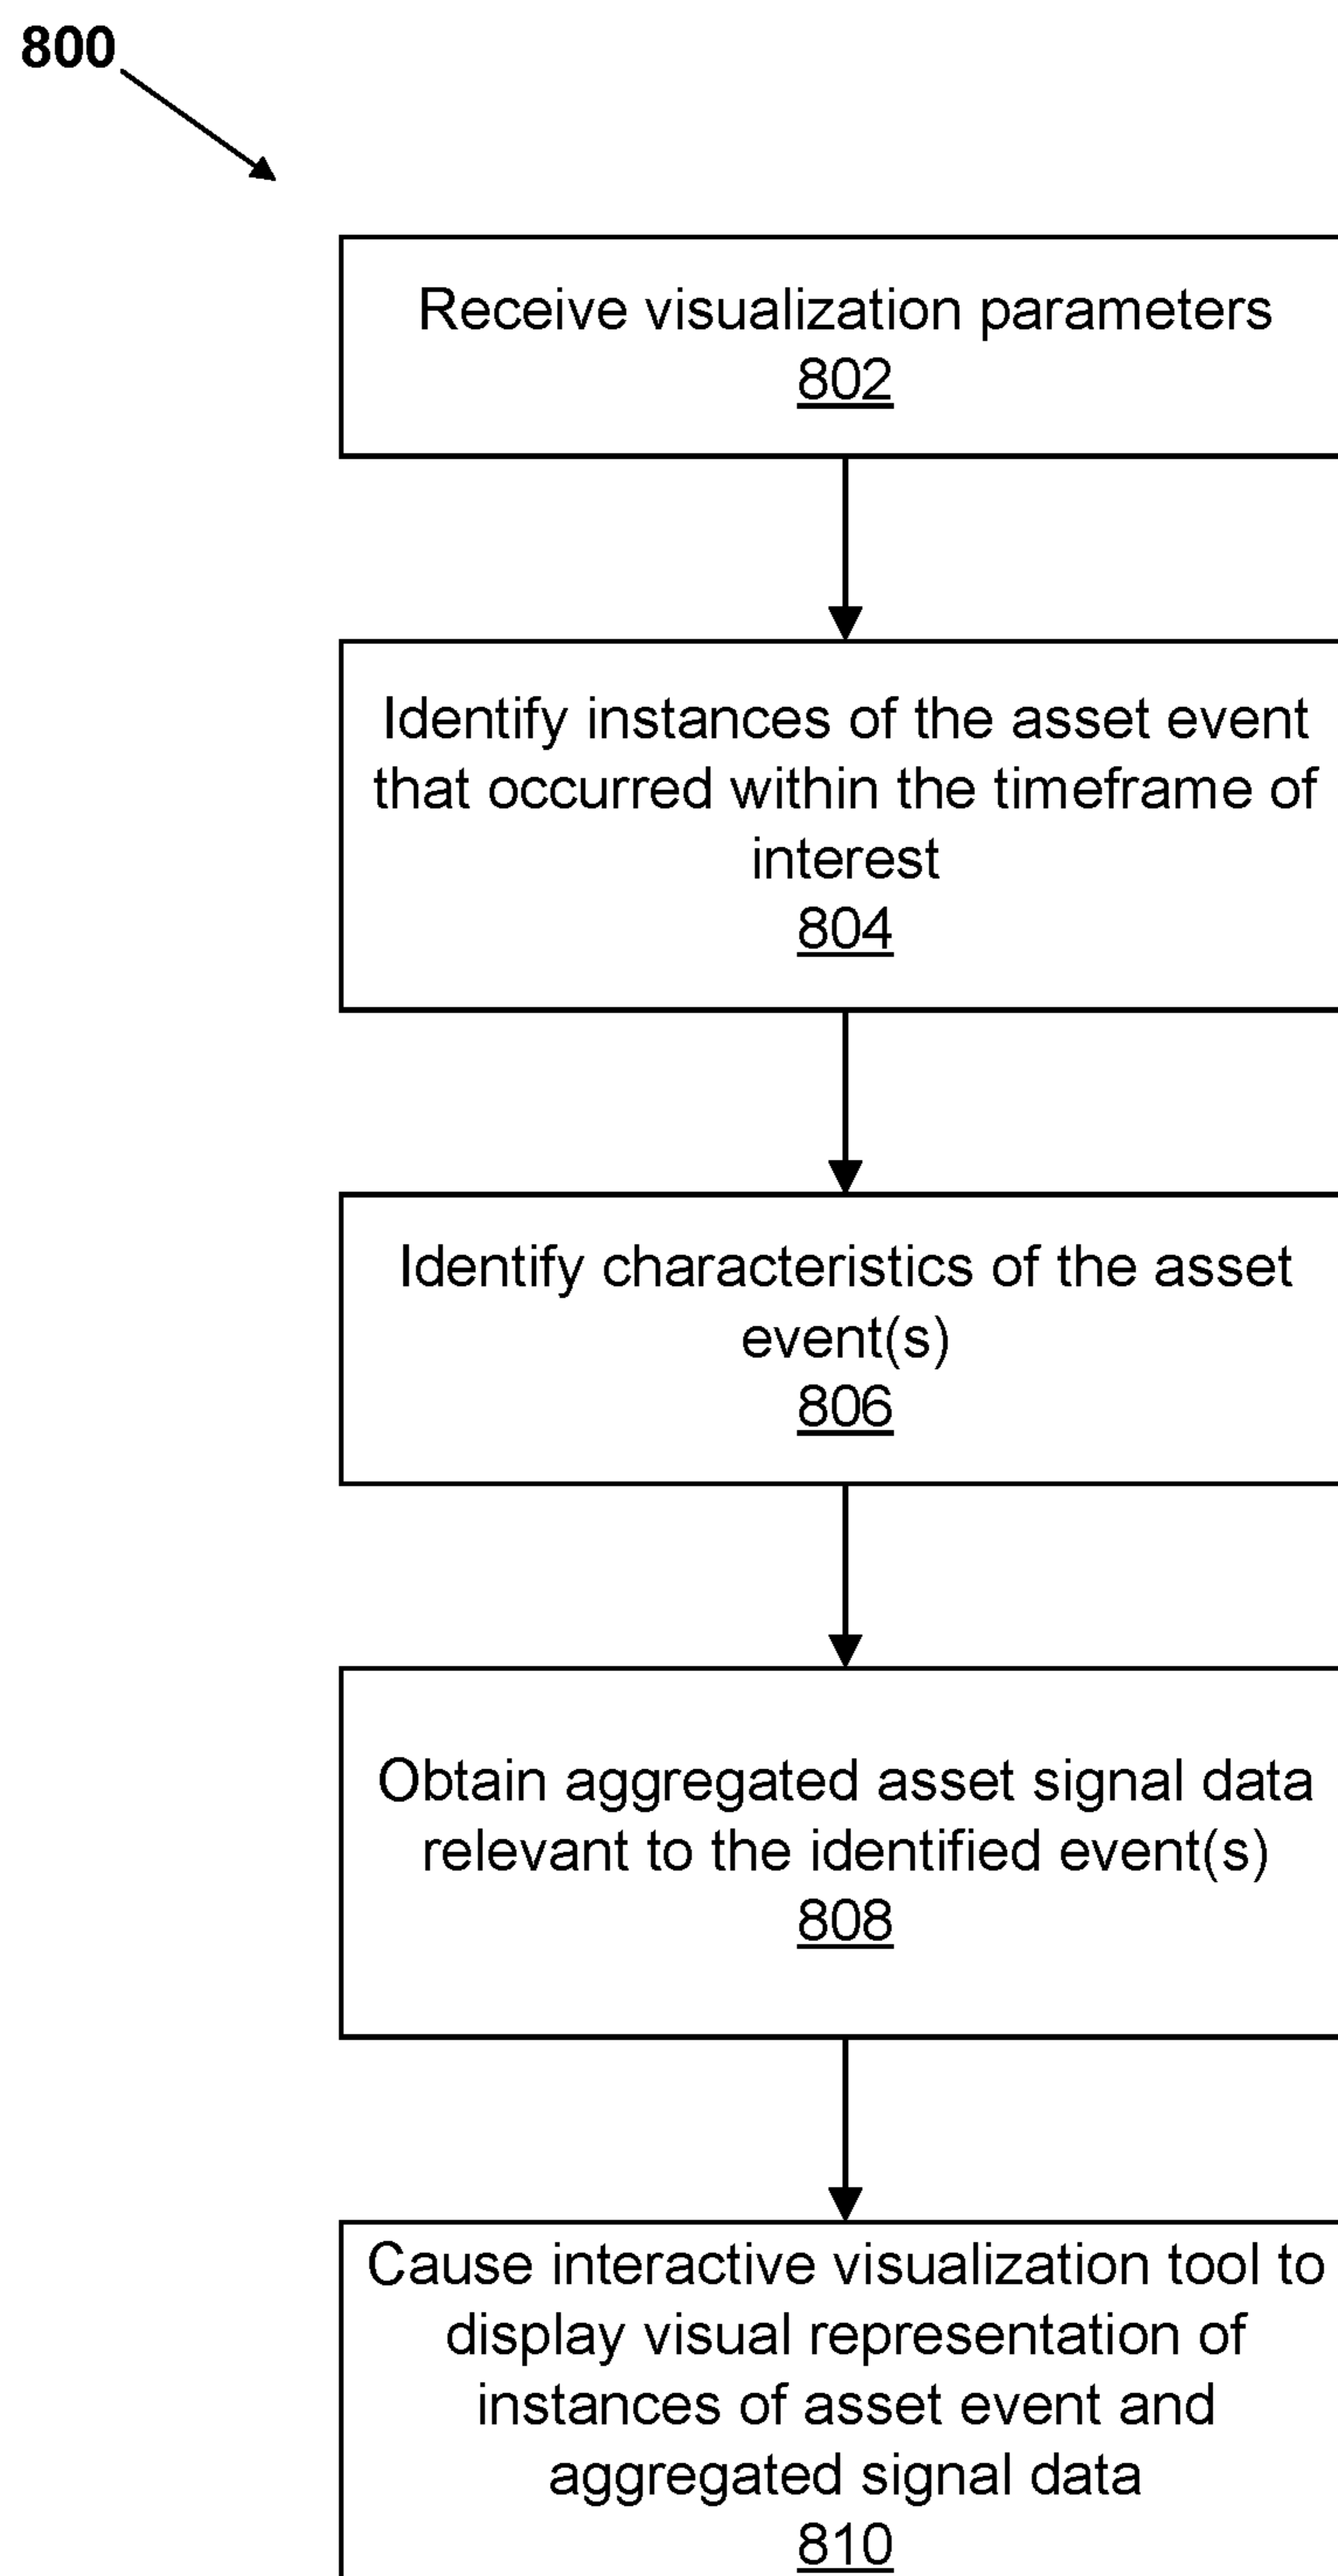 800
Receive visualization parameters
802
Identify instances of the asset event
that occurred within the timeframe of
interest
804
Identify characteristics of the asset
event(s)
806
Obtain aggregated asset signal data
relevant to the identified event(s)
808
Cause interactive visualization tool to
display visual representation of
instances of asset event and
aggregated signal data
810